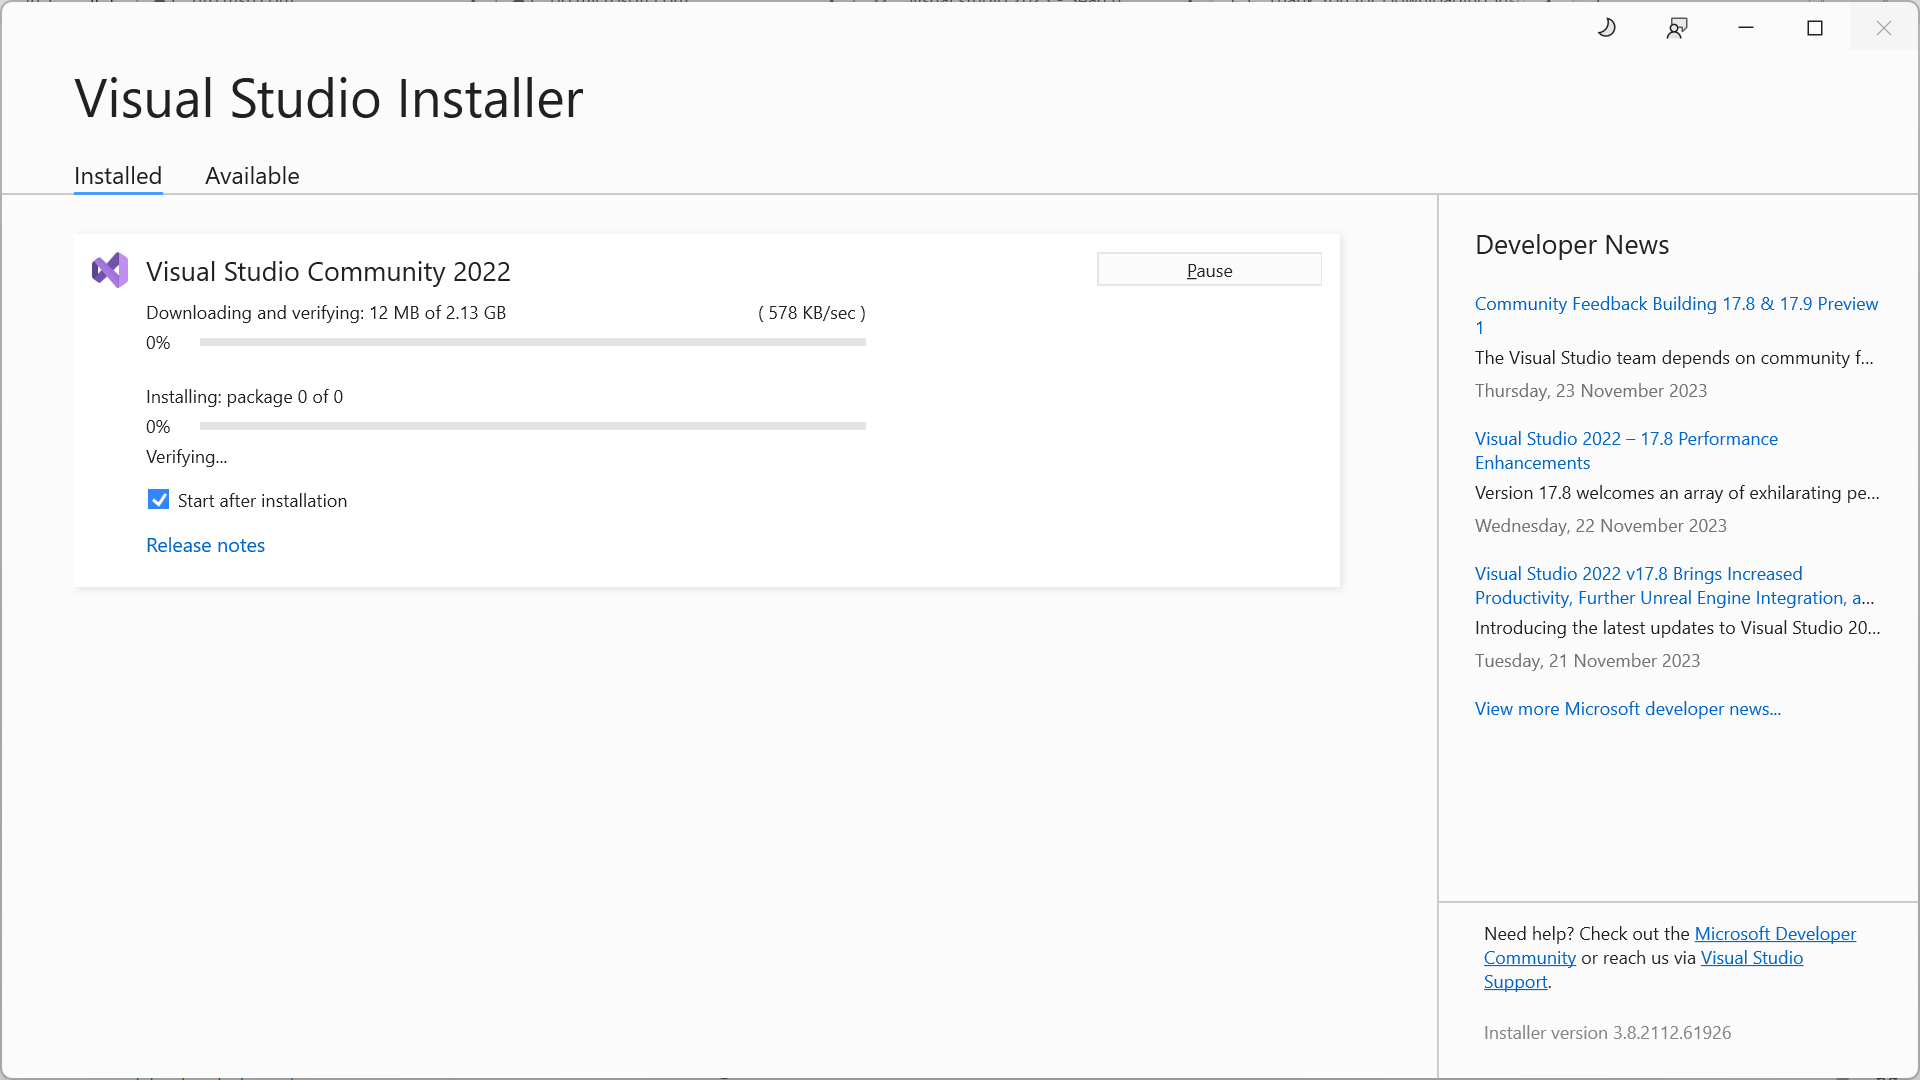 Visual Studio Installer
Installed
Available
Visual Studio Community 2022
Pause
Downloading and verifying: 12 MB of 2.13 GB
( 578 KB/sec )
0%
Installing: package 0 of 0
0%
Verifying...
Start after installation
Release notes
Developer News
Community Feedback Building 17.8 & 17.9 Preview
1
The Visual Studio team depends on community f...
Thursday, 23 November 2023
Visual Studio 2022 – 17.8 Performance
Enhancements
Version 17.8 welcomes an array of exhilarating pe...
Wednesday, 22 November 2023
Visual Studio 2022 v17.8 Brings Increased
Productivity, Further Unreal Engine Integration, a...
Introducing the latest updates to Visual Studio 20...
Tuesday, 21 November 2023
View more Microsoft developer news...
Need help? Check out the Microsoft Developer
Community or reach us via Visual Studio
Support.
Installer version 3.8.2112.61926